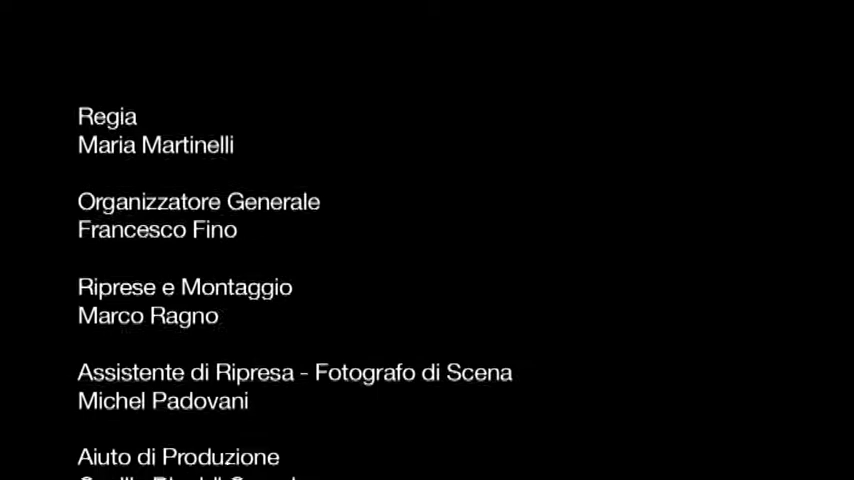 Regia
Maria Martinelli
Organizzatore Generale
Francesco Fino
Riprese e Montaggio
Marco Ragno
Assistente di Ripresa - Fotografo di Scena
Michel Padovani
Aiuto di Produzione